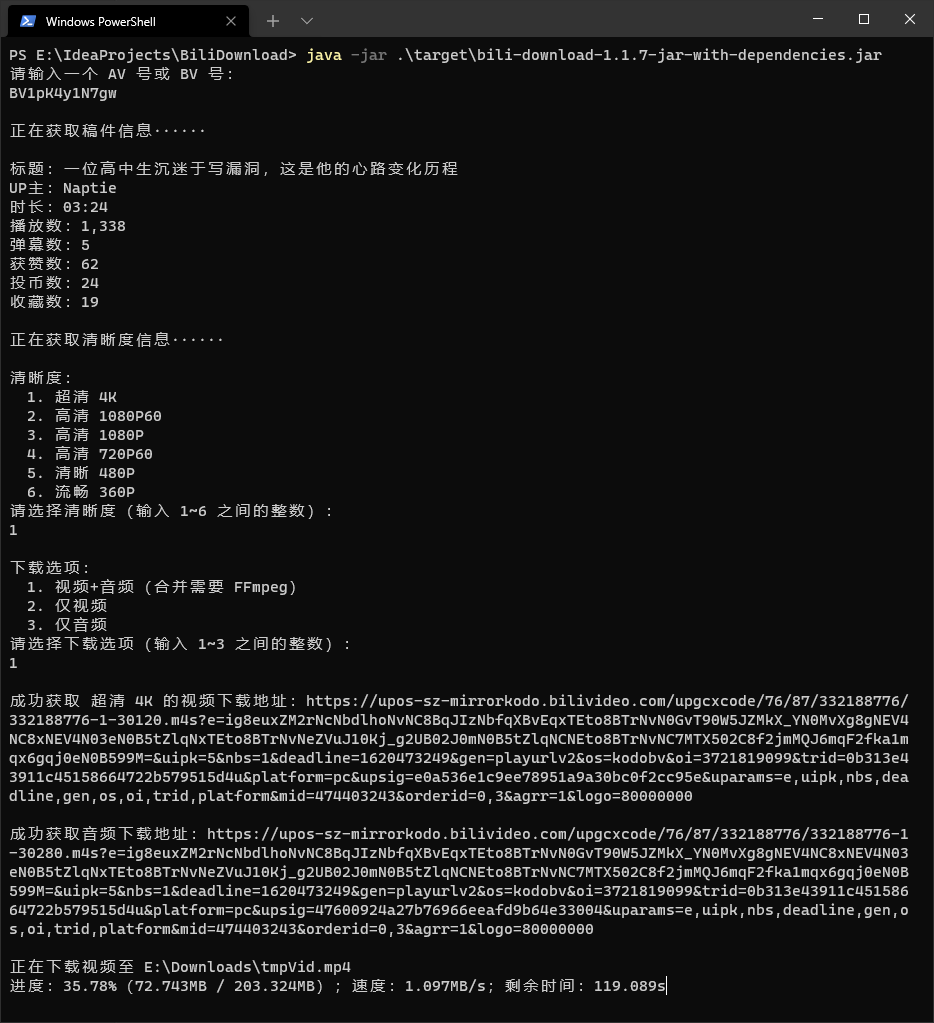 Windows PowerShell
PS E:\IdeaProjects\BiliDownload> java -jar .\target\bili-download-1.1.7-jar-with-dependencies.jar
请输入一个 AV 号或 BV 号：
BV1pK4y1N7gw
正在获取稿件信息······
标题：一位高中生沉迷于写漏洞，这是他的心路变化历程
UP主：Naptie
时长：03:24
播放数：1,338
弹幕数：5
获赞数：62
投币数：24
收藏数：19
正在获取清晰度信息······
清晰度：
1. 超清 4K
2. 高清 1080P60
3. 高清 1080P
4. 高清 720P60
5. 清晰 480P
6. 流畅 360P
请选择清晰度（输入 1~6 之间的整数）：
1
下载选项：
1. 视频+音频（合并需要 FFmpeg）
2. 仅视频
3. 仅音频
请选择下载选项（输入 1~3 之间的整数）：
1
成功获取 超清 4K 的视频下载地址：https://upos-sz-mirrorkodo.bilivideo.com/upgcxcode/76/87/332188776/
332188776-1-30120.m4s?e=ig8euxZM2rNcNbdlhoNvNC8BqJIzNbfqXBvEqxTEto8BTrNvN0GvT90W5JZMkX_YN0MvXg8gNEV4
NC8xNEV4N03eN0B5tZlqNxTEto8BTrNvNeZVuJ10Kj_g2UB02J0mN0B5tZlqNCNEto8BTrNvNC7MTX502C8f2jmMQJ6mqF2fka1m
qx6gqj0eN0B599M=&uipk=5&nbs=1&deadline=1620473249&gen=playurlv2&os=kodobv&oi=3721819099&trid=0b313e4
3911c45158664722b579515d4u&platform=pc&upsig=e0a536e1c9ee78951a9a30bc0f2cc95e&uparams=e,uipk,nbs,dea
dline,gen,os,oi,trid,platform&mid=474403243&orderid=0,3&agrr=1&logo=80000000
成功获取音频下载地址：https://upos-sz-mirrorkodo.bilivideo.com/upgcxcode/76/87/332188776/332188776-1
-30280.m4s?e=ig8euxZM2rNcNbdlhoNvNC8BqJIzNbfqXBvEqxTEto8BTrNvN0GvT90W5JZMkX_YN0MvXg8gNEV4NC8xNEV4N03
eN0B5tZlqNxTEto8BTrNvNeZVuJ10Kj_g2UB02J0mN0B5tZlqNCNEto8BTrNvNC7MTX502C8f2jmMQJ6mqF2fka1mqx6gqj0eN0B
599M=&uipk=5&nbs=1&deadline=1620473249&gen=playurlv2&os=kodobv&oi=3721819099&trid=0b313e43911c451586
64722b579515d4u&platform=pc&upsig=47600924a27b76966eeafd9b64e33004&uparams=e,uipk,nbs,deadline,gen,o
s,oi,trid,platform&mid=474403243&orderid=0,3&agrr=1&logo=80000000
正在下载视频至 E:\Downloads\tmpVid.mp4
进度：35.78%（72.743MB / 203.324MB）；速度：1.097MB/s；剩余时间：119.089s